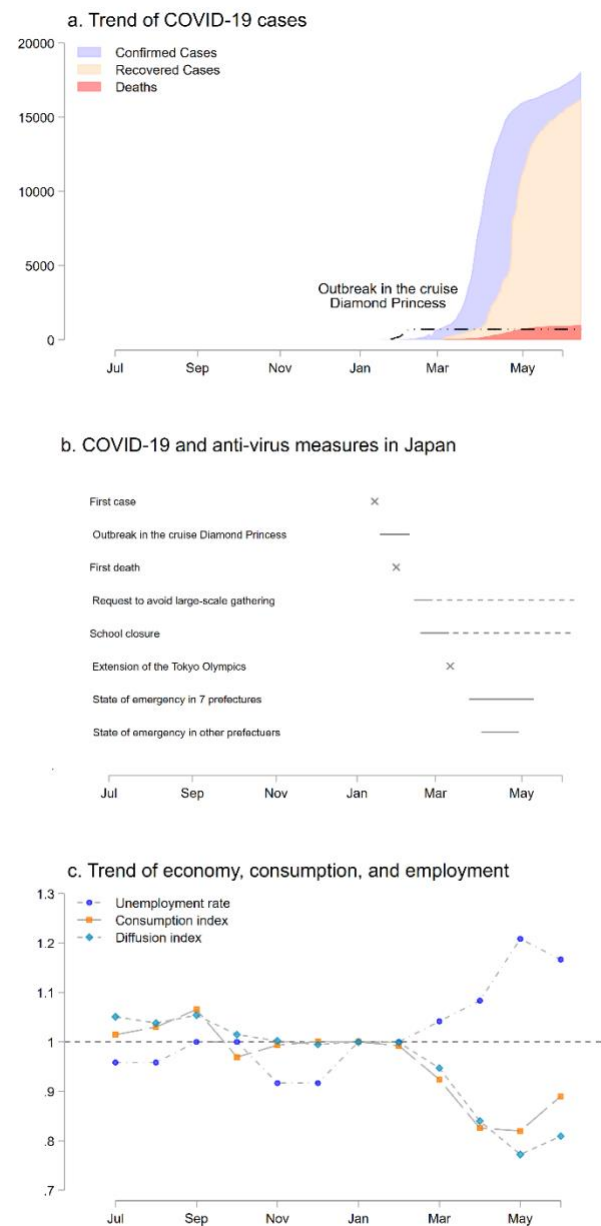 a. Trend of COVID-19 cases
20000
15000
10000
5000
0
Confirmed Cases
Recovered Cases
Deaths
Outbreak in the cruise
Diamond Princess
Jul Sep Nov Jan Mar May
b. COVID-19 and anti-virus measures in Japan
First case
Outbreak in the cruise Diamond Princess
First death
Request to avoid large-scale gathering
School closure
Extension of the Tokyo Olympics
State of emergency in 7 prefectures
State of emergency in other prefectuers
Jul Sep Nov Jan Mar May
c. Trend of economy, consumption, and employment
1.3
1.2
1.1
1
.9
.8
.7
Unemployment rate
Consumption index
Diffusion index
Jul Sep Nov Jan Mar May